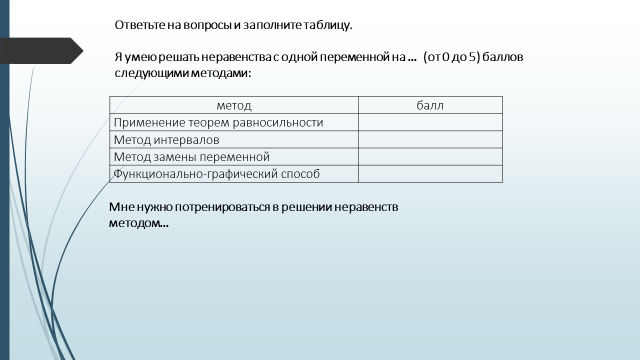 Ответьте на вопросы и заполните таблицу.
Я умею решать неравенства с одной переменной на ... (от 0 до 5) баллов
следующими методами:
метод балл
Применение теорем равносильности
Метод интервалов
Метод замены переменной
Функционально-графический способ
Мне нужно потренироваться в решении неравенств
методом...